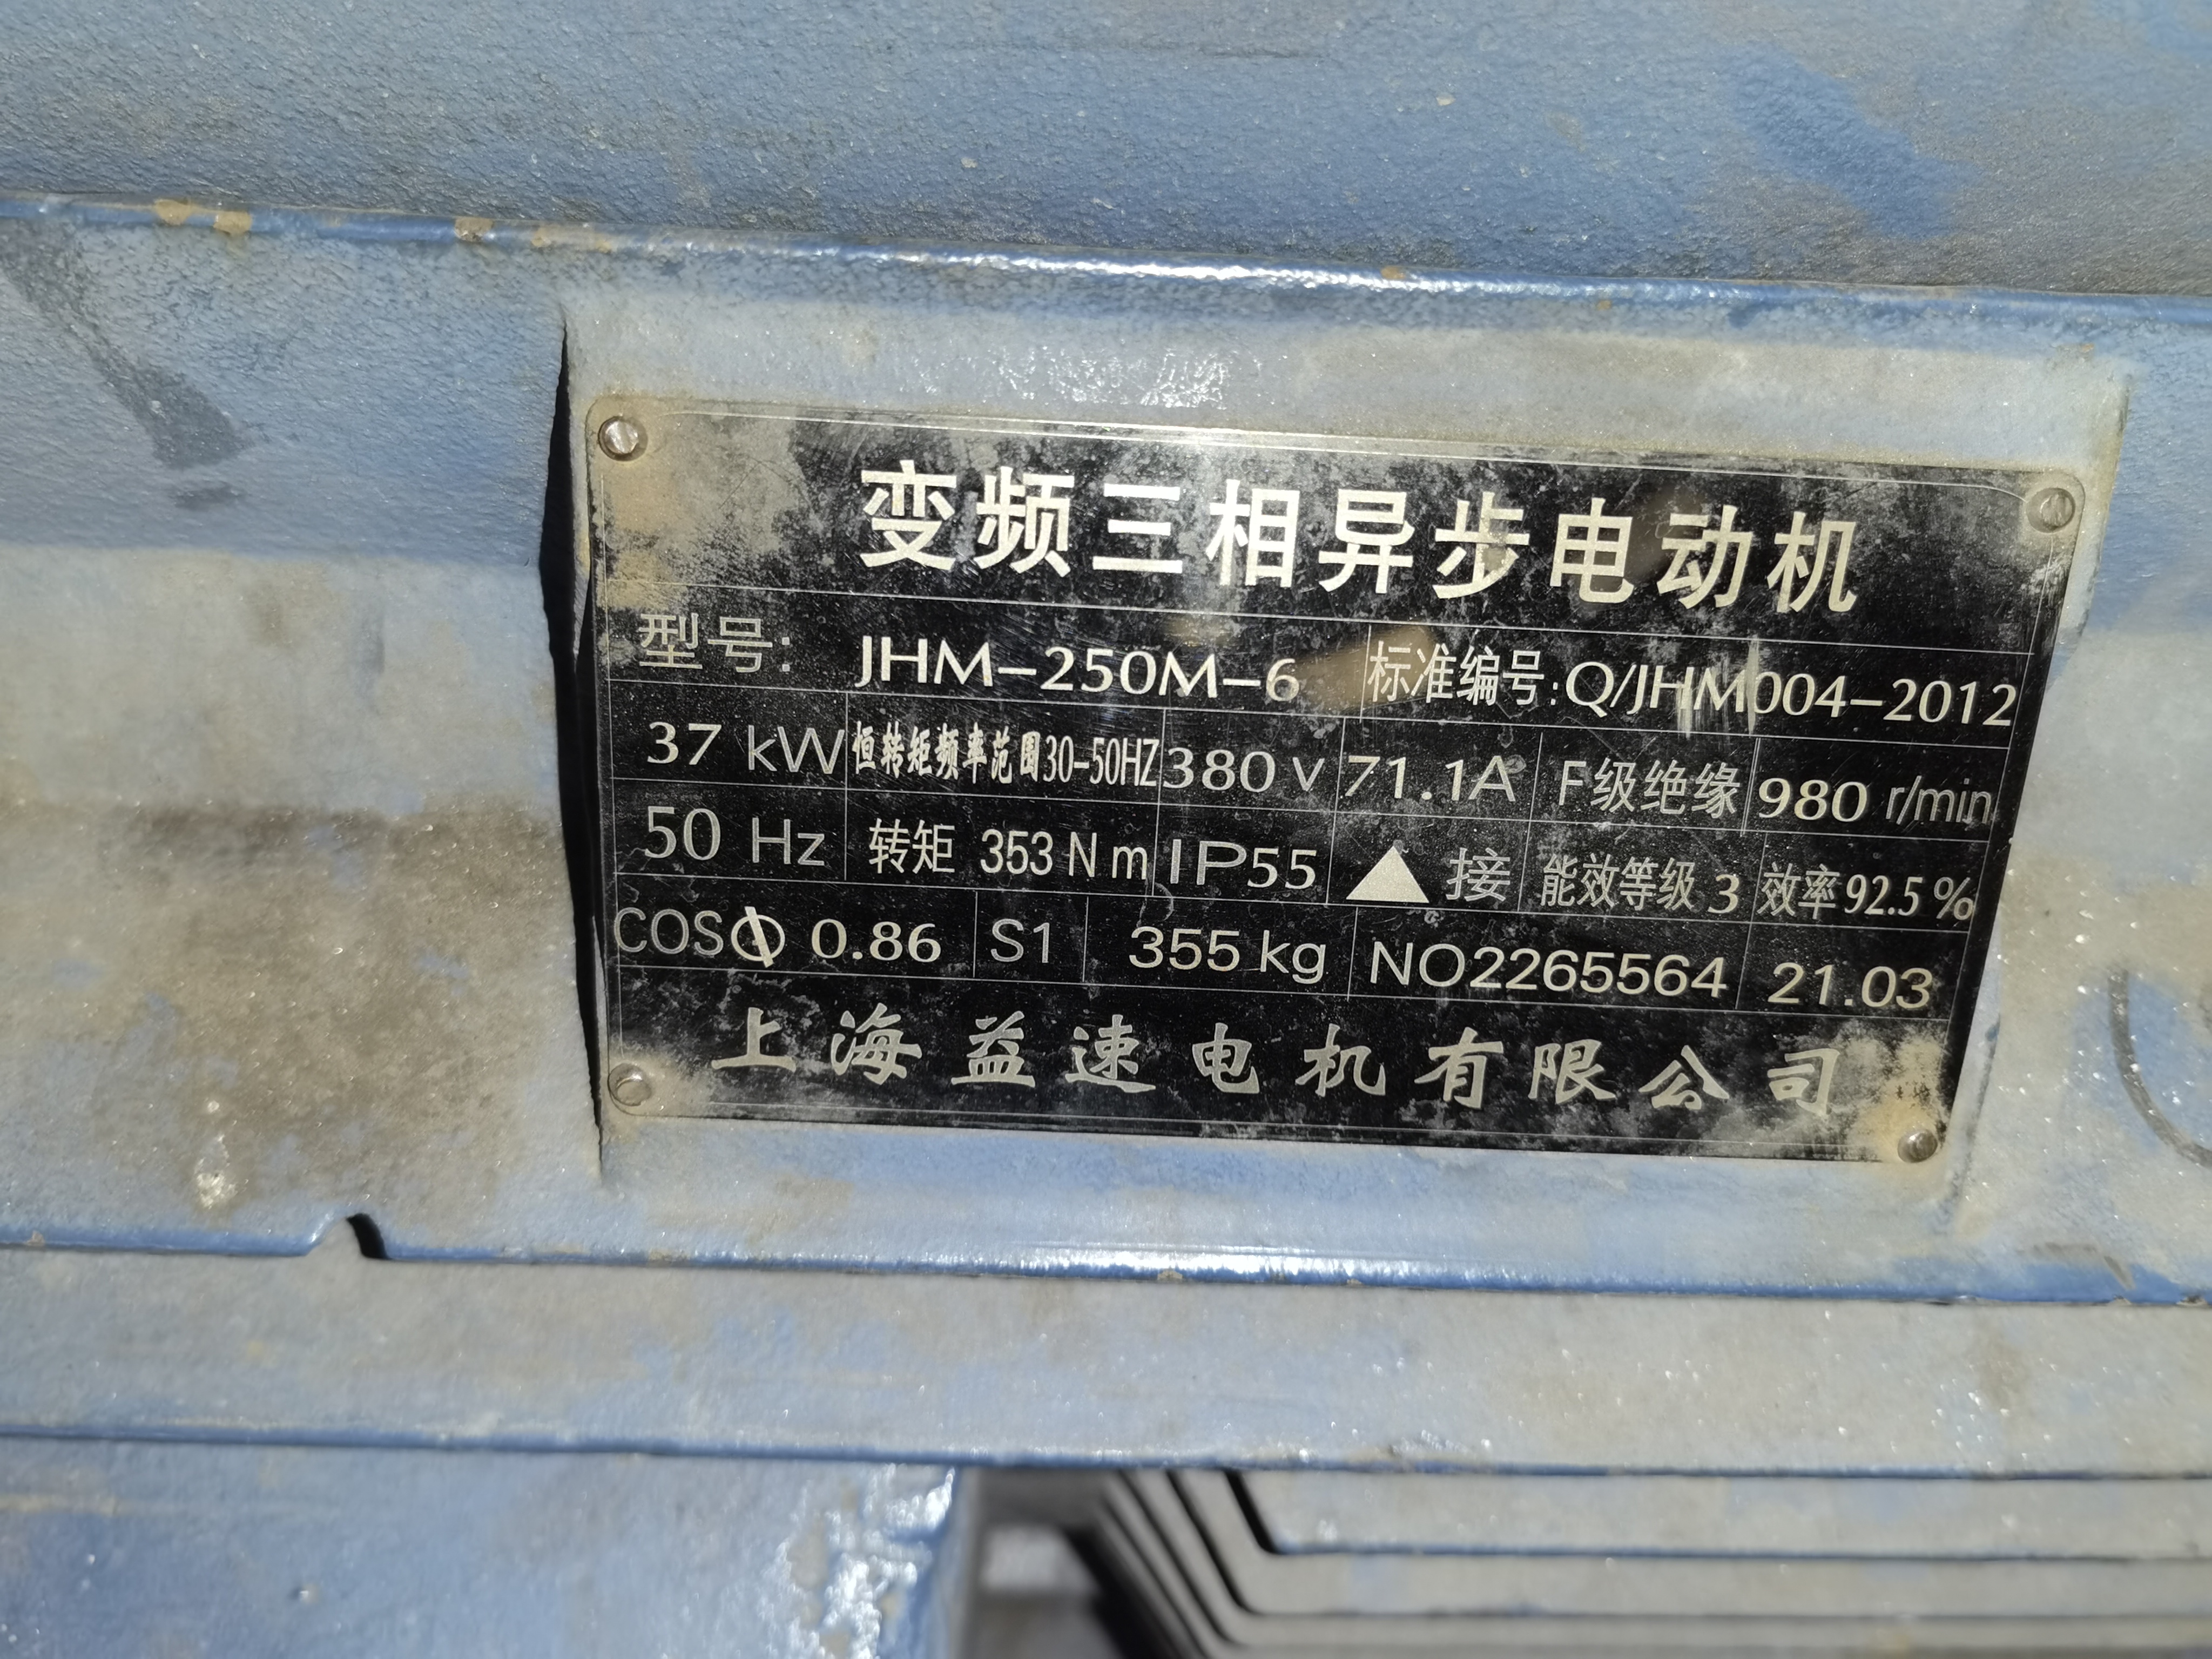 变频三相异步电动机
型号: JHM-250M-6 标准编号:Q/JHM004-2012
37 kW 恒转矩频率范围30-50HZ 380 V 71.1A F级绝缘 980 r/min
50 Hz 转矩 353 N m IP55 ▲ 接 能效等级 3 效率92.5 %
COSΦ 0.86 S1 355 kg NO2265564 21.03
上海益速电机有限公司